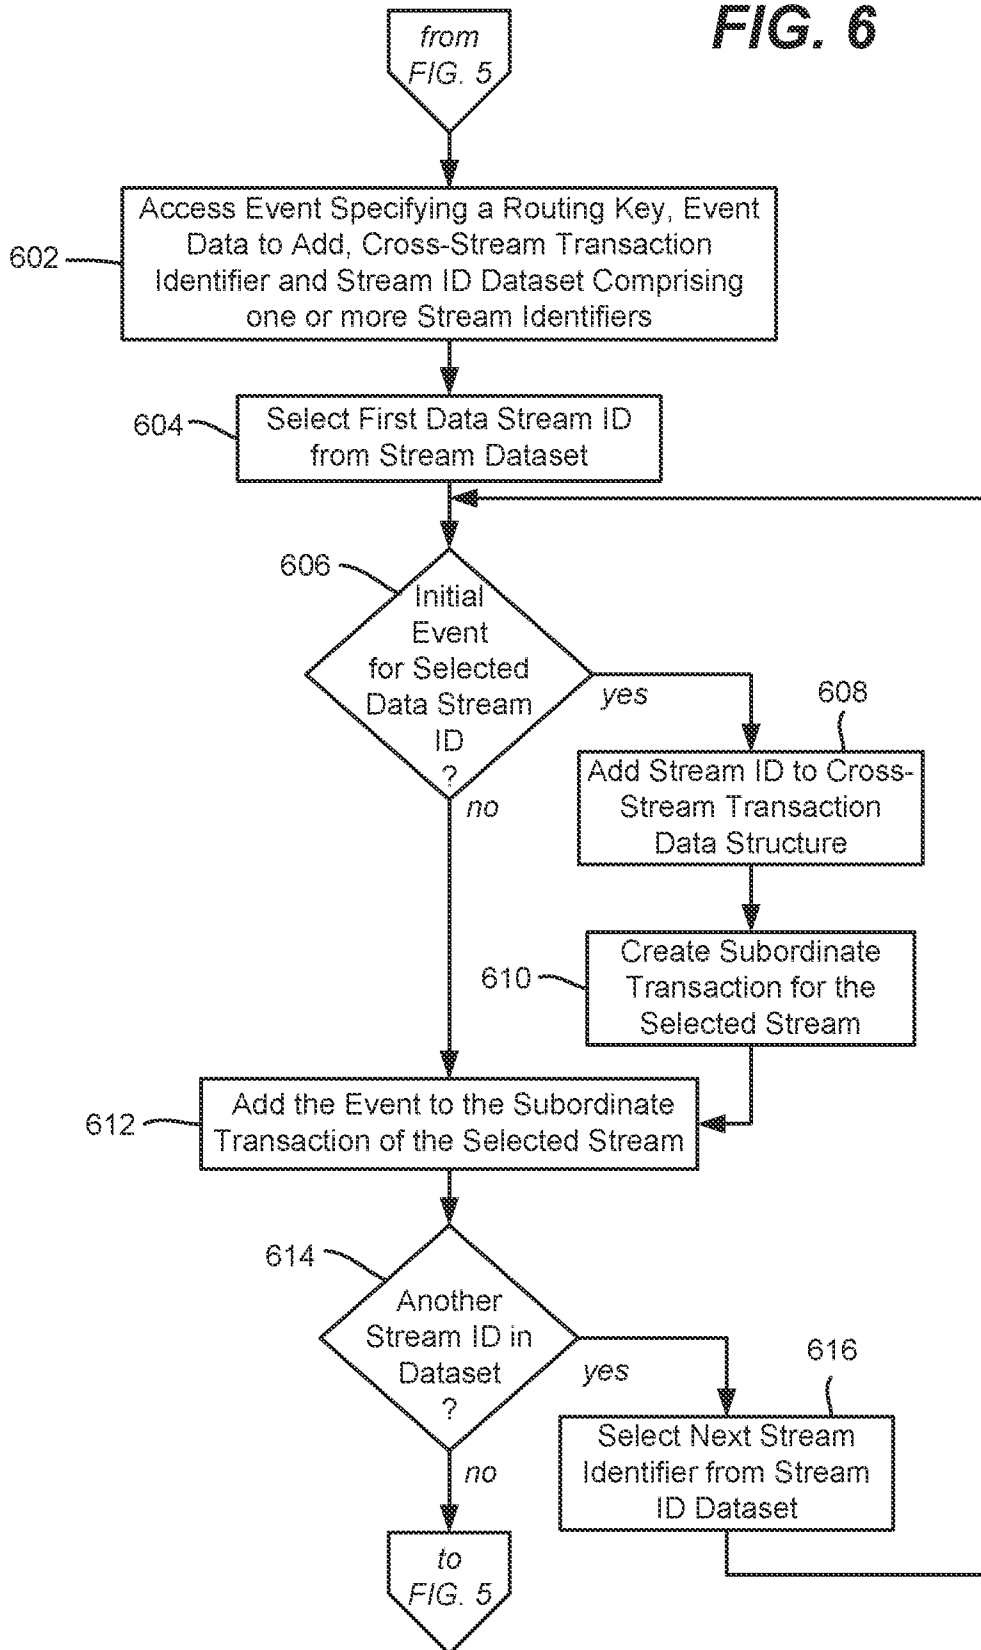 FIG. 6
from
FIG. 5
602
Access Event Specifying a Routing Key, Event
Data to Add, Cross-Stream Transaction
Identifier and Stream ID Dataset Comprising
one or more Stream Identifiers
604
Select First Data Stream ID
from Stream Dataset
606
Initial
Event
for Selected
Data Stream
ID
?
yes
no
608
Add Stream ID to Cross-
Stream Transaction
Data Structure
610
Create Subordinate
Transaction for the
Selected Stream
612
Add the Event to the Subordinate
Transaction of the Selected Stream
614
Another
Stream ID in
Dataset
?
yes
no
616
Select Next Stream
Identifier from Stream
ID Dataset
to
FIG. 5